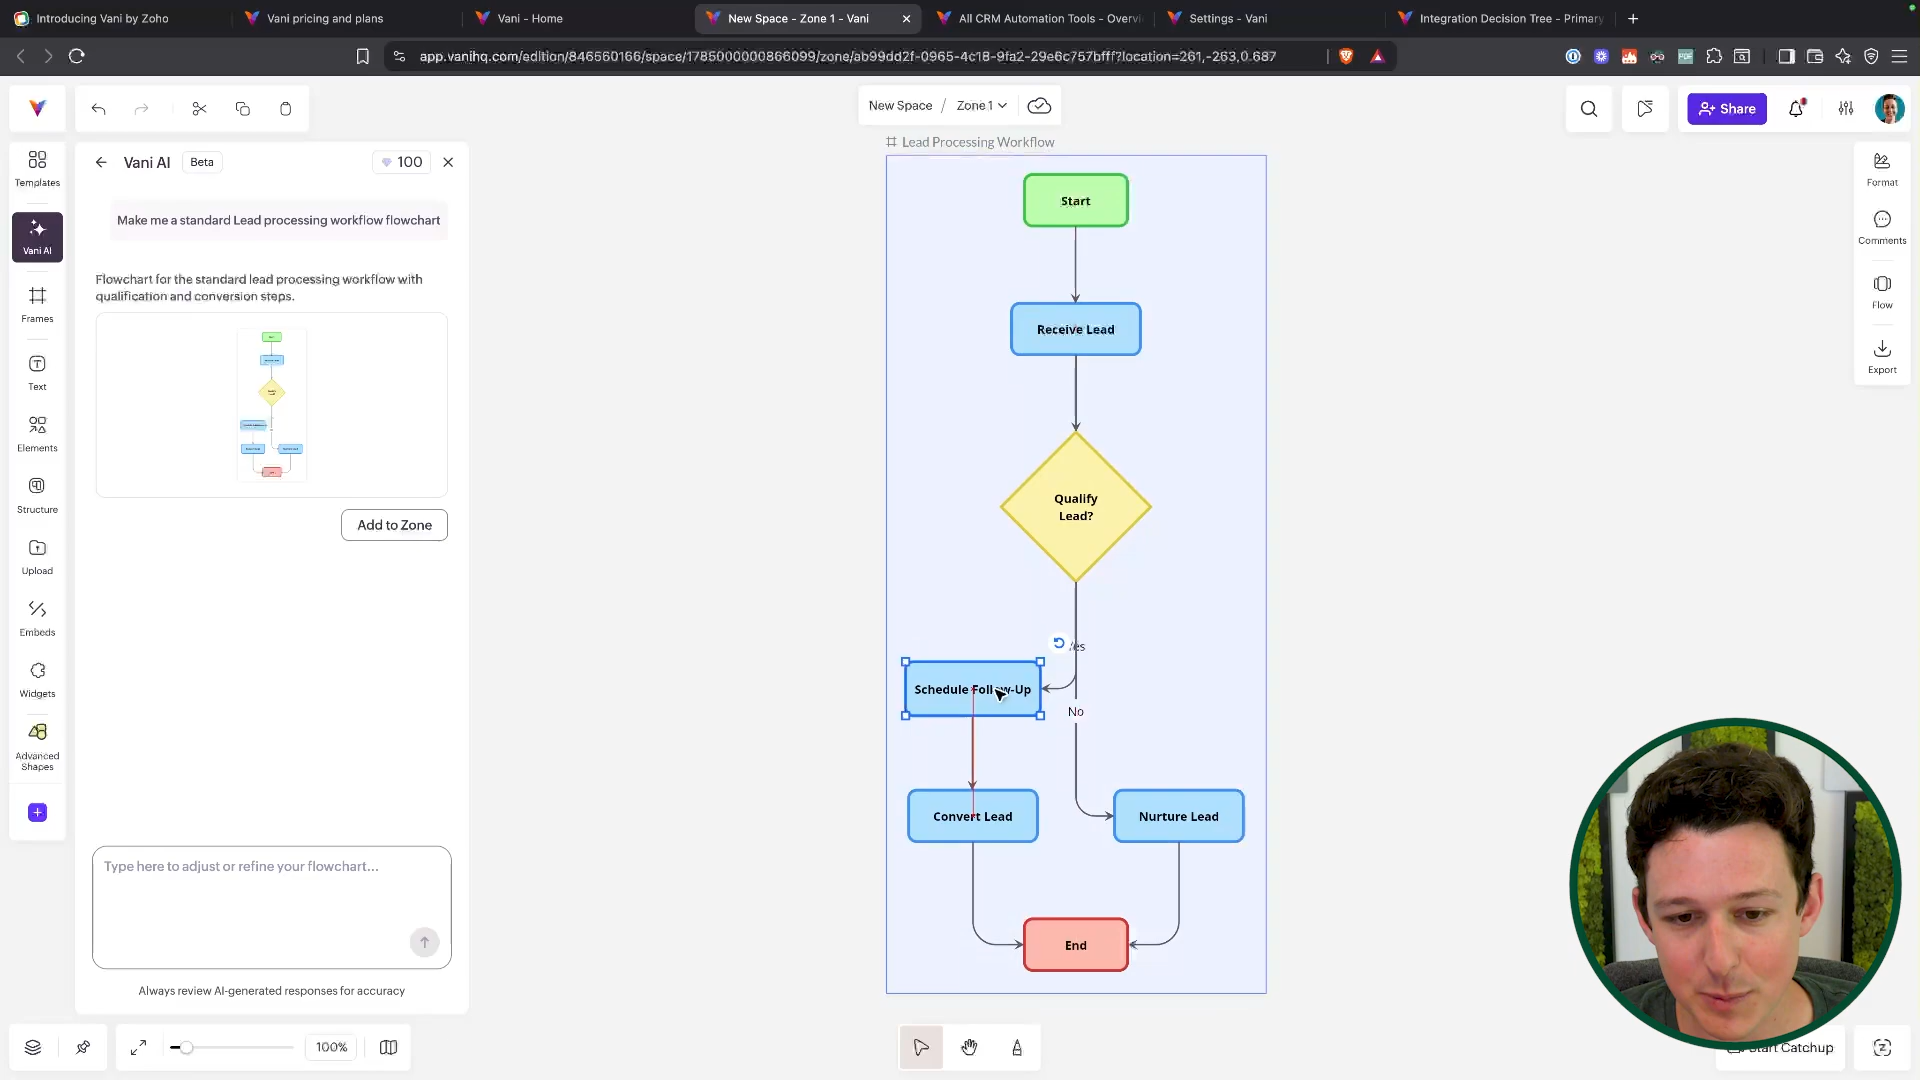 Introducing Vani by Zoho
Vani pricing and plans
Vani - Home
New Space - Zone 1 - Vani
All CRM Automation Tools - Overvi
Settings - Vani
Integration Decision Tree - Primary
app.vanihq.com/edition/846560166/space/1785000000866099/zone/ab99dd2f-0965-4c18-9fa2-29e6c757bfff?location=261,-263,0.687
New Space / Zone 1
Share
Templates
Vani AI
Frames
Text
Elements
Structure
Upload
Embeds
Widgets
Advanced
Shapes
Vani AI
Beta
100
Make me a standard Lead processing workflow flowchart
Flowchart for the standard lead processing workflow with
qualification and conversion steps.
Add to Zone
Type here to adjust or refine your flowchart...
Always review AI-generated responses for accuracy
100%
Lead Processing Workflow
Start
Receive Lead
Qualify
Lead?
Yes
Schedule Follow-Up
No
Convert Lead
Nurture Lead
End
Format
Comments
Flow
Export
Start Catchup